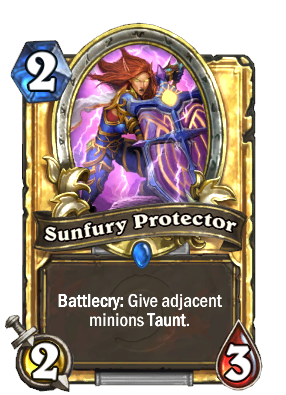 2
Sunfury Protector
Battlecry: Give adjacent
minions Taunt.
2
3